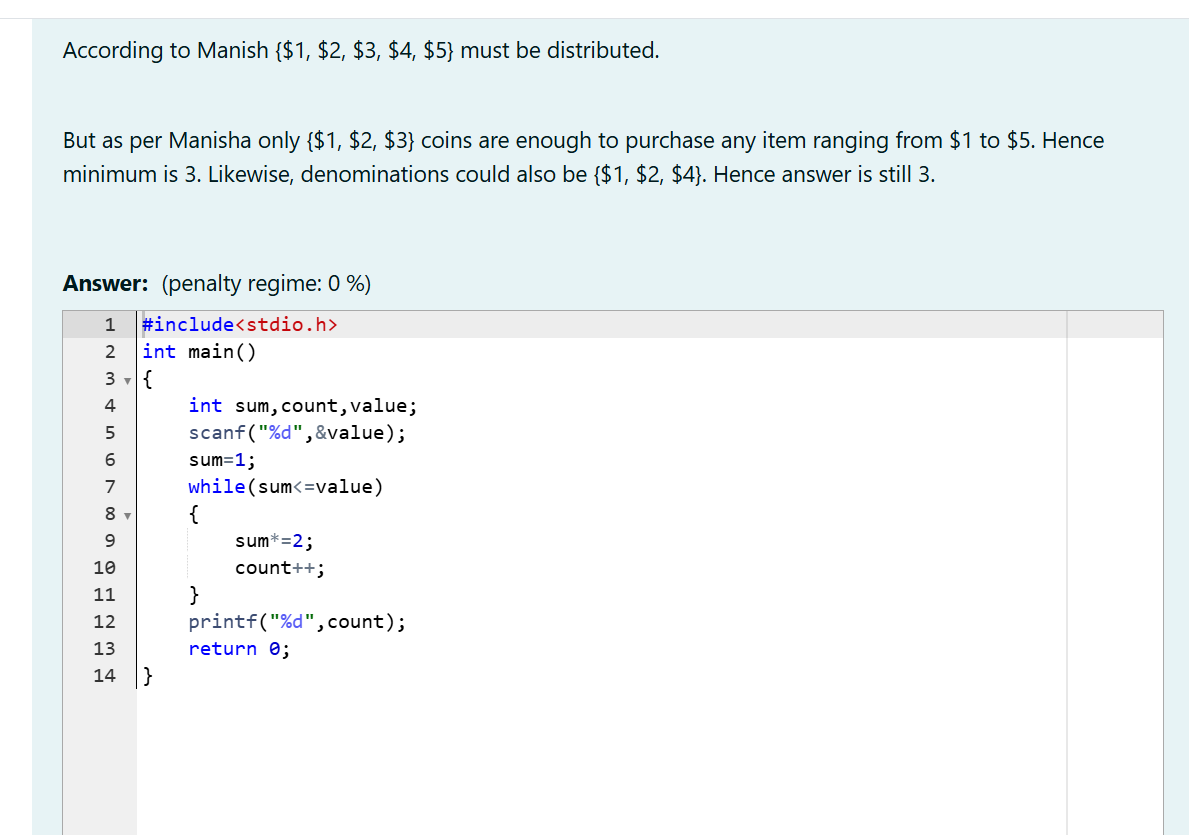 According to Manish {$1, $2, $3, $4, $5} must be distributed.
But as per Manisha only {$1, $2, $3} coins are enough to purchase any item ranging from $1 to $5. Hence
minimum is 3. Likewise, denominations could also be {$1, $2, $4}. Hence answer is still 3.
Answer: (penalty regime: 0 %)
1 #include<stdio.h>
2 int main()
3 {
4     int sum,count,value;
5     scanf("%d",&value);
6     sum=1;
7     while(sum<=value)
8     {
9         sum*=2;
10         count++;
11     }
12     printf("%d",count);
13     return 0;
14 }